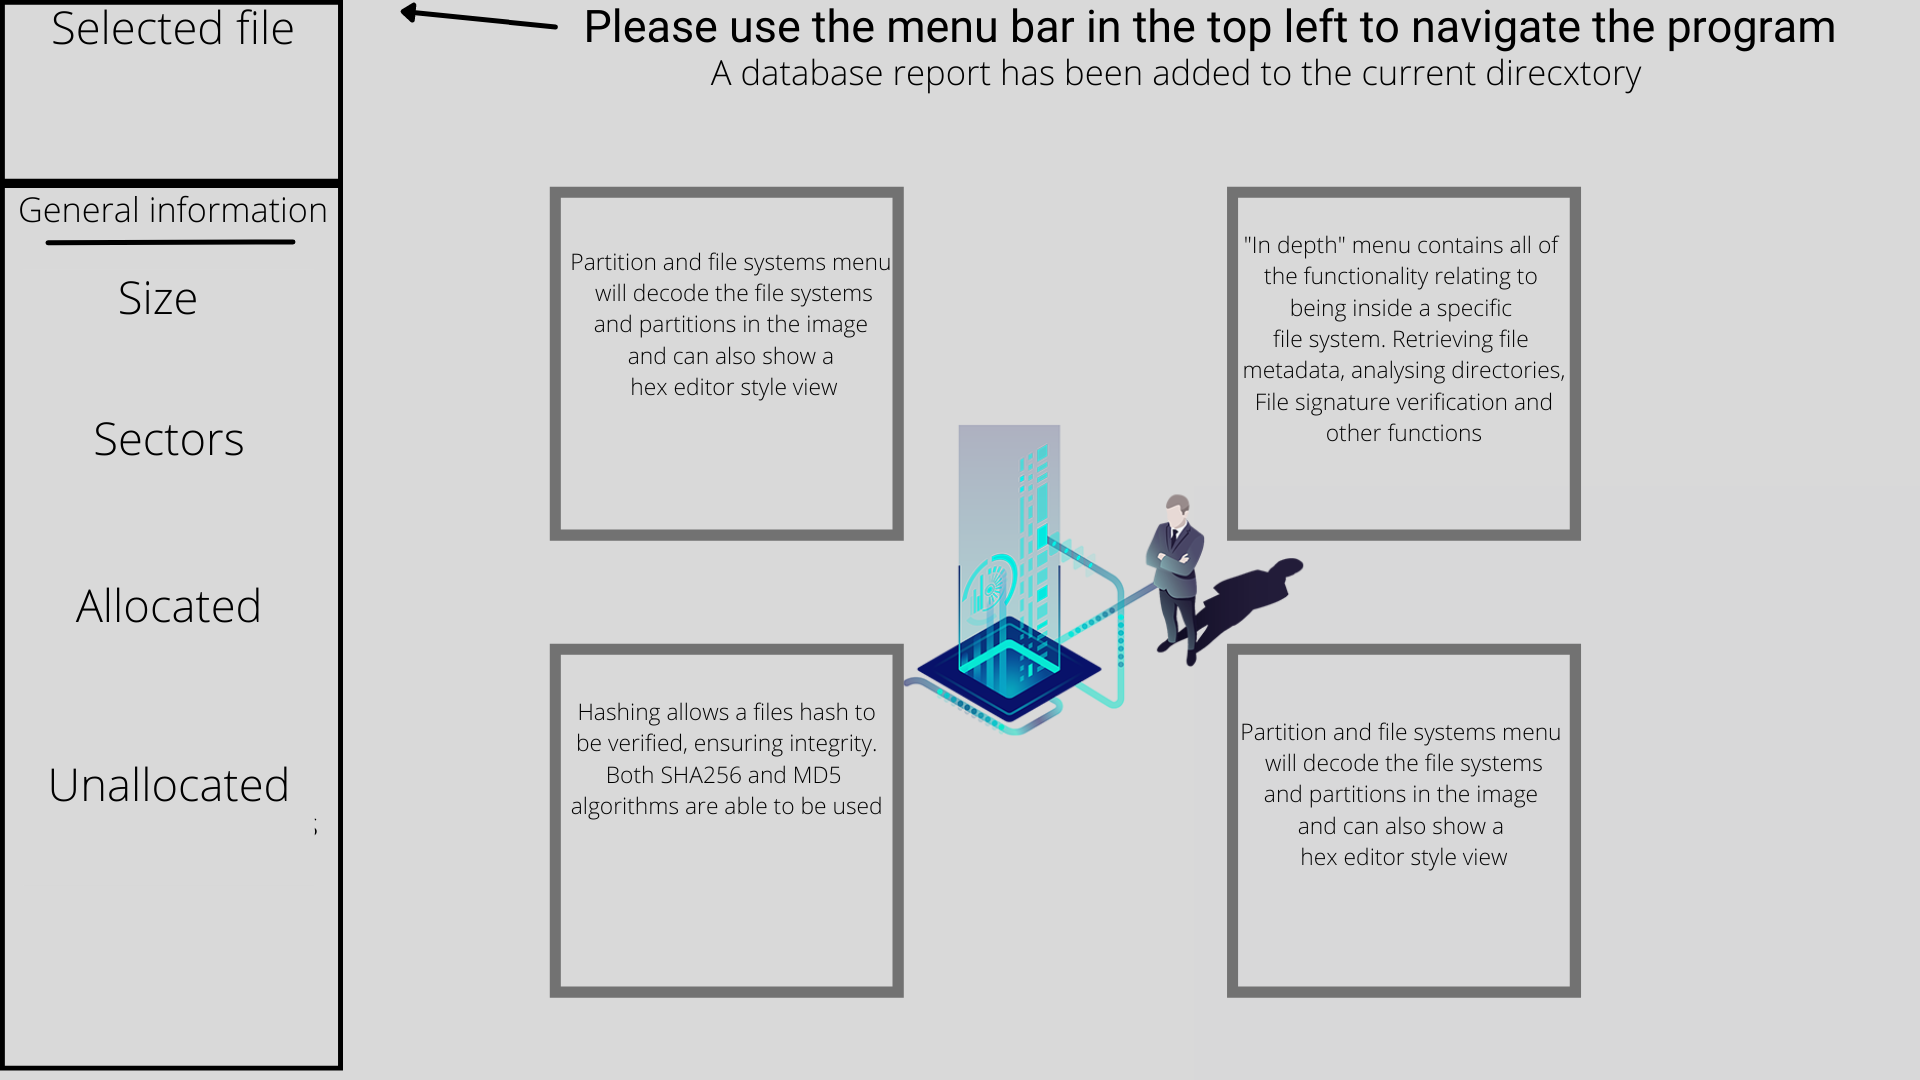 Selected file
Please use the menu bar in the top left to navigate the program
A database report has been added to the current direcxtory
General information
Size
Sectors
Allocated
Unallocated
;
Partition and file systems menu
will decode the file systems
and partitions in the image
and can also show a
hex editor style view
"In depth" menu contains all of
the functionality relating to
being inside a specific
file system. Retrieving file
metadata, analysing directories,
File signature verification and
other functions
Hashing allows a files hash to
be verified, ensuring integrity.
Both SHA256 and MD5
algorithms are able to be used
Partition and file systems menu
will decode the file systems
and partitions in the image
and can also show a
hex editor style view